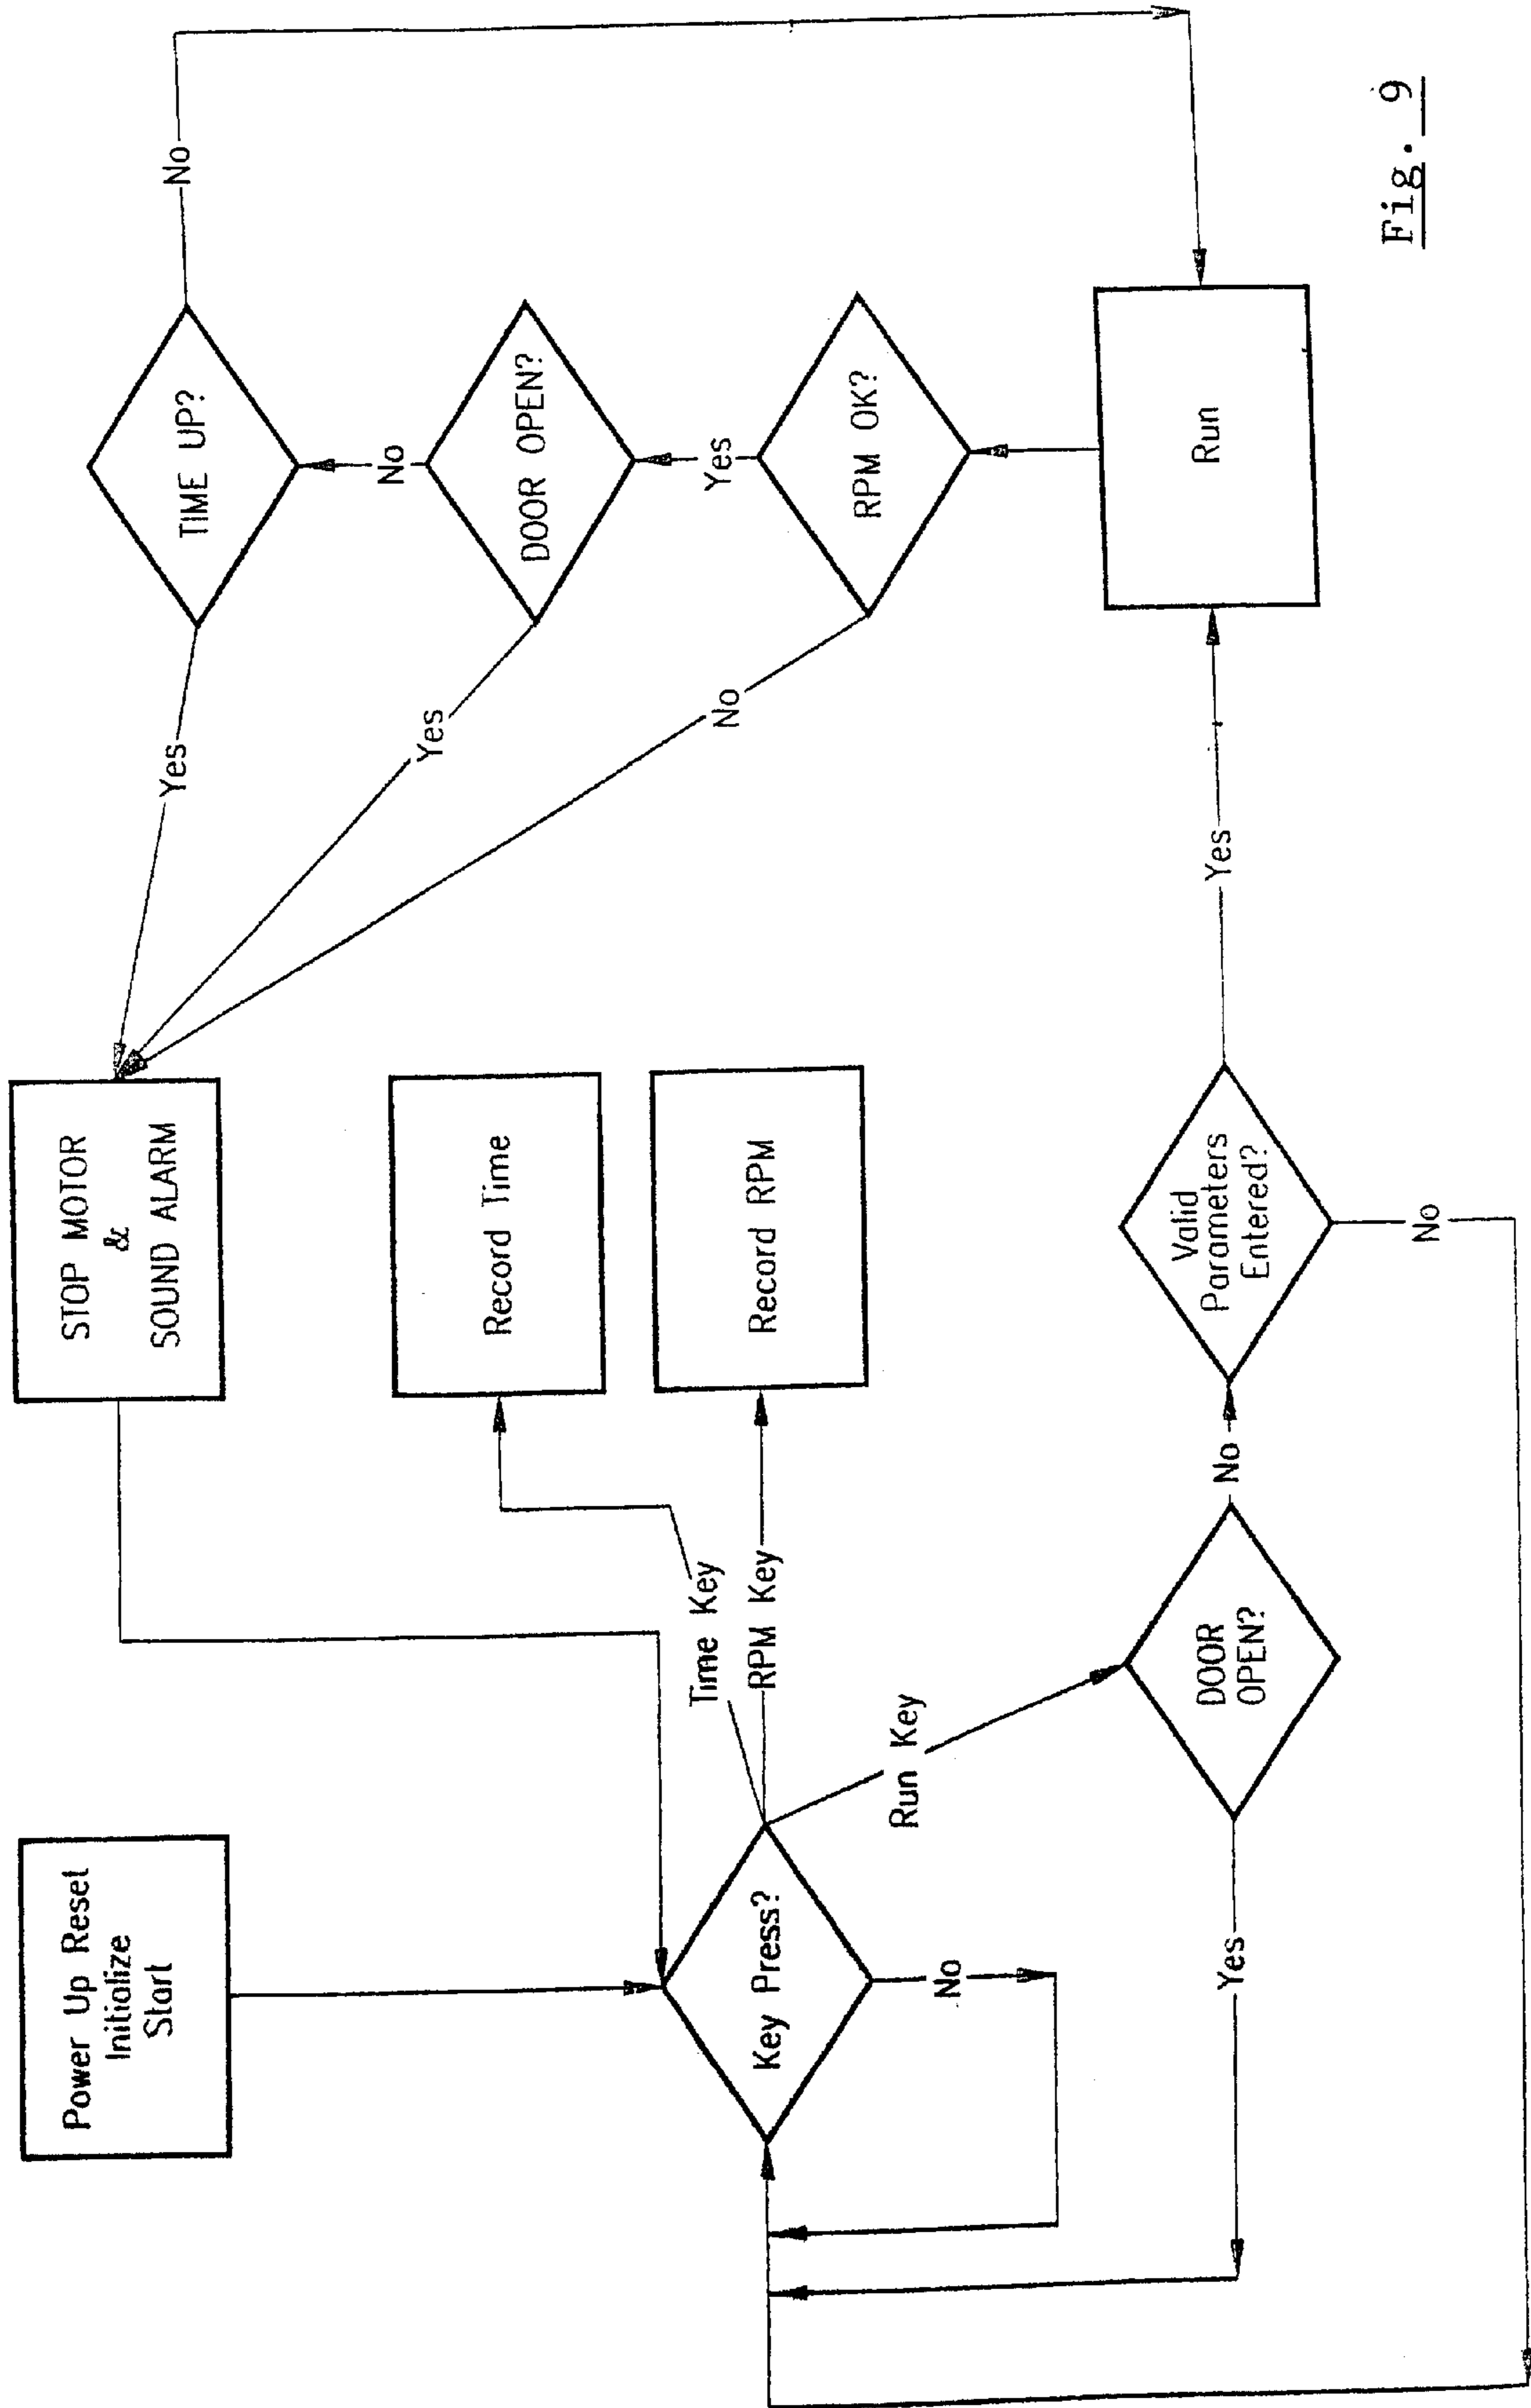 Power Up Reset
Initialize
Start
STOP MOTOR
&
SOUND ALARM
Yes
TIME UP?
No
Record Time
Yes
DOOR OPEN?
No
Time Key
RPM Key
Record RPM
Key Press?
No
Run Key
No
Yes
RPM OK?
DOOR
OPEN?
No
Valid
Parameters
Entered?
Yes
Run
Yes
No
Fig. 9